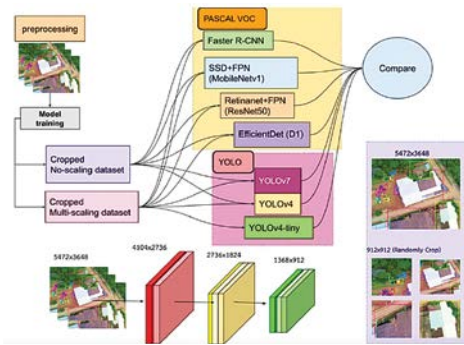 preprocessing
Model
training
Cropped
No-scaling dataset
Cropped
Multi-scaling dataset
PASCAL VOC
Faster R-CNN
SSD+FPN
(MobileNetv1)
Retinanet+FPN
(ResNet50)
EfficientDet (D1)
YOLO
YOLOv7
YOLOv4
YOLOv4-tiny
Compare
5472x3648
912x912 (Randomly Crop)
5472x3648
4104x2736
2736x1824
1368x912